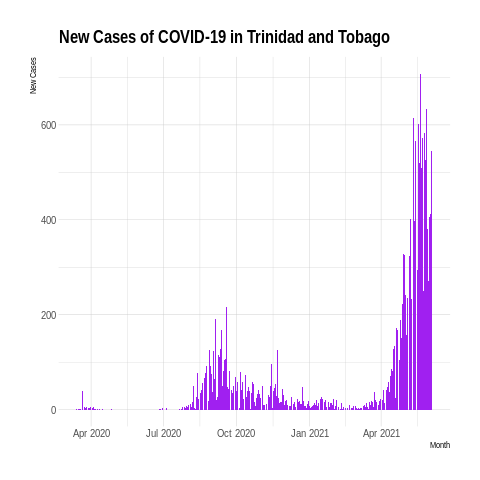 New Cases of COVID-19 in Trinidad and Tobago
New Cases
600
400
200
0
Apr 2020 Jul 2020 Oct 2020 Jan 2021 Apr 2021
Month